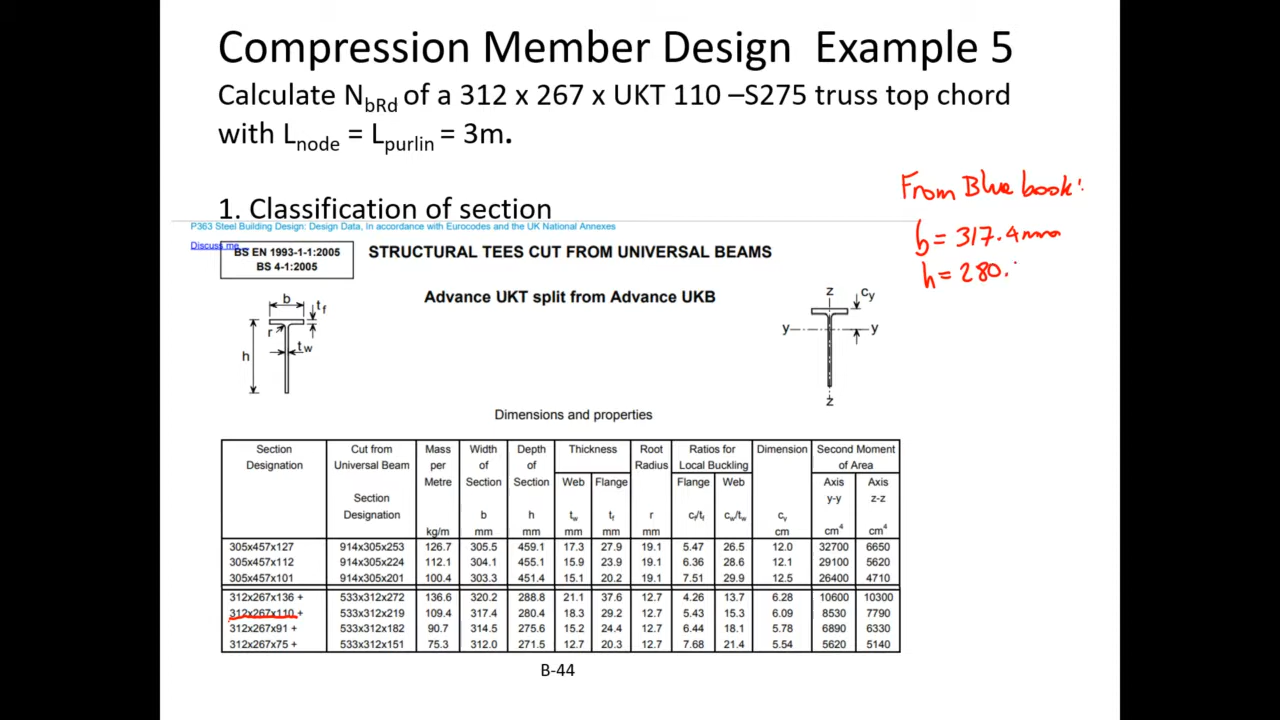 Compression Member Design  Example 5
Calculate NbRd of a 312 x 267 x UKT 110 –S275 truss top chord
with Lnode = Lpurlin = 3m.
1. Classification of section
From Blue book:
b = 317.4mm
h = 280.
P363 Steel Building Design: Design Data, In accordance with Eurocodes and the UK National Annexes
Discuss me ...
BS EN 1993-1-1:2005
BS 4-1:2005
STRUCTURAL TEES CUT FROM UNIVERSAL BEAMS
Advance UKT split from Advance UKB
b
tf
r
tw
h
z
cy
y
y
z
Dimensions and properties
Section Cut from Mass Width Depth Thickness Root Ratios for Dimension Second Moment
Designation Universal Beam per of of Radius Local Buckling of Area
Metre Section Section Web Flange Flange Web Axis Axis
Section y-y z-z
Designation b h tw tf r cf/tf cw/tw cy
kg/m mm mm mm mm mm cm cm4 cm4
305x457x127 914x305x253 126.7 305.5 459.1 17.3 27.9 19.1 5.47 26.5 12.0 32700 6650
305x457x112 914x305x224 112.1 304.1 455.1 15.9 23.9 19.1 6.36 28.6 12.1 29100 5620
305x457x101 914x305x201 100.4 303.3 451.4 15.1 20.2 19.1 7.51 29.9 12.5 26400 4710
312x267x136 + 533x312x272 136.6 320.2 288.8 21.1 37.6 12.7 4.26 13.7 6.28 10600 10300
312x267x110 + 533x312x219 109.4 317.4 280.4 18.3 29.2 12.7 5.43 15.3 6.09 8530 7790
312x267x91 + 533x312x182 90.7 314.5 275.6 15.2 24.4 12.7 6.44 18.1 5.78 6890 6330
312x267x75 + 533x312x151 75.3 312.0 271.5 12.7 20.3 12.7 7.68 21.4 5.54 5620 5140
B-44